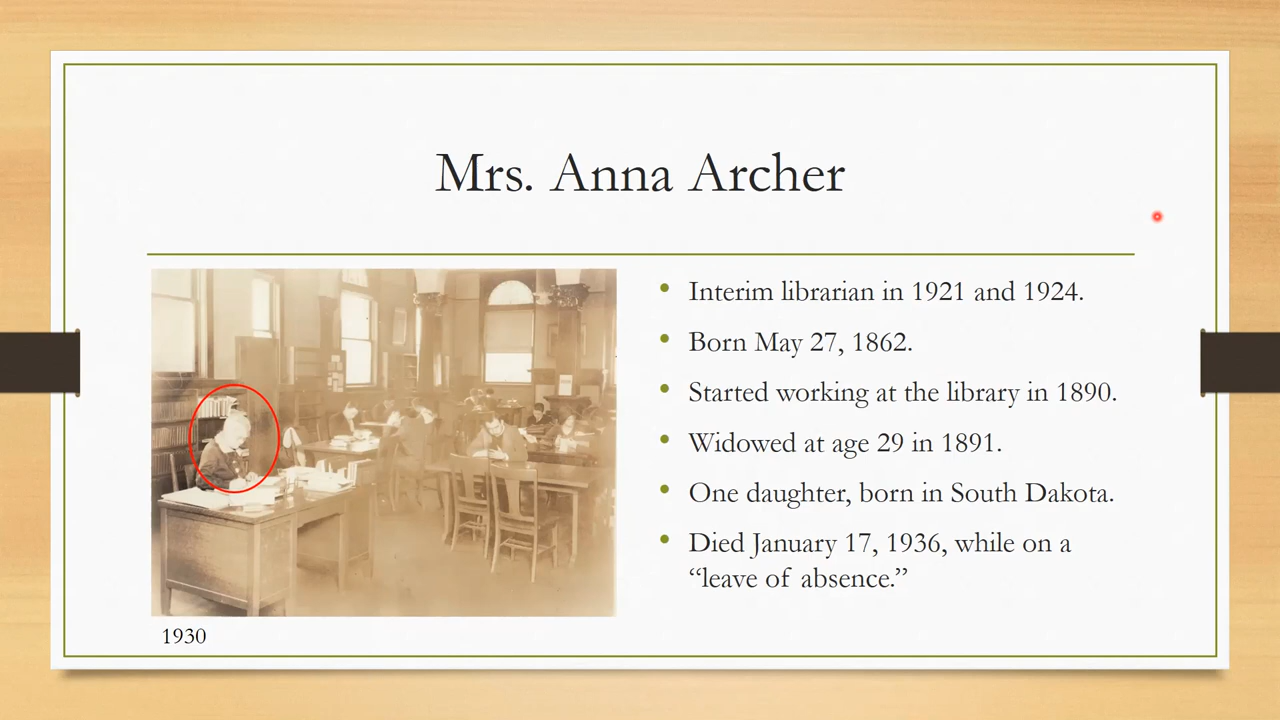 Mrs. Anna Archer
• Interim librarian in 1921 and 1924.
• Born May 27, 1862.
• Started working at the library in 1890.
• Widowed at age 29 in 1891.
• One daughter, born in South Dakota.
• Died January 17, 1936, while on a
“leave of absence.”
1930